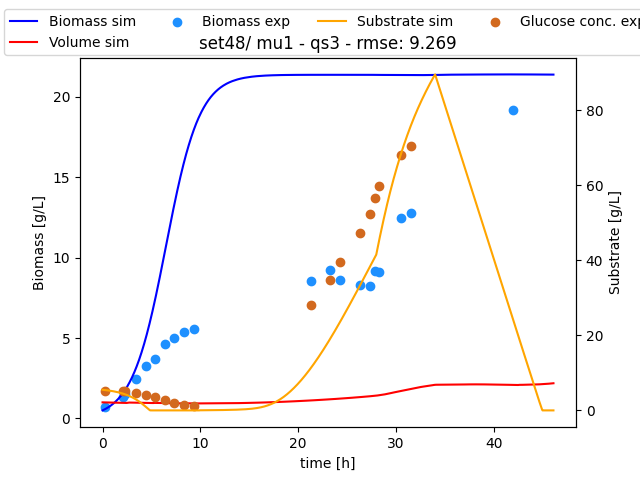 Biomass sim Biomass exp Substrate sim Glucose conc. exp
Volume sim
set48/ mu1 - qs3 - rmse: 9.269
Biomass [g/L]
0
5
10
15
20
Substrate [g/L]
0
20
40
60
80
0 10 20 30 40
time [h]